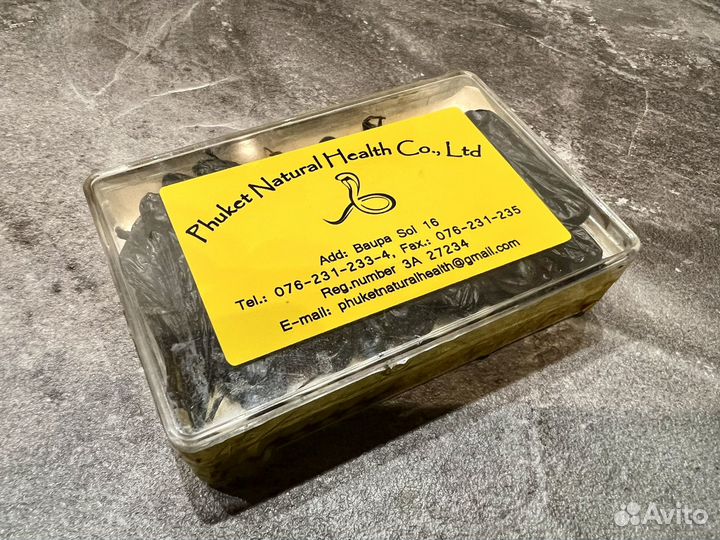 Phuket Natural Health Co., Ltd
Add: Baupa Soi 16
Tel.: 076-231-233-4, Fax.: 076-231-235
Reg.number 3A 27234
E-mail: phuketnaturalhealth@gmail.com
Avito